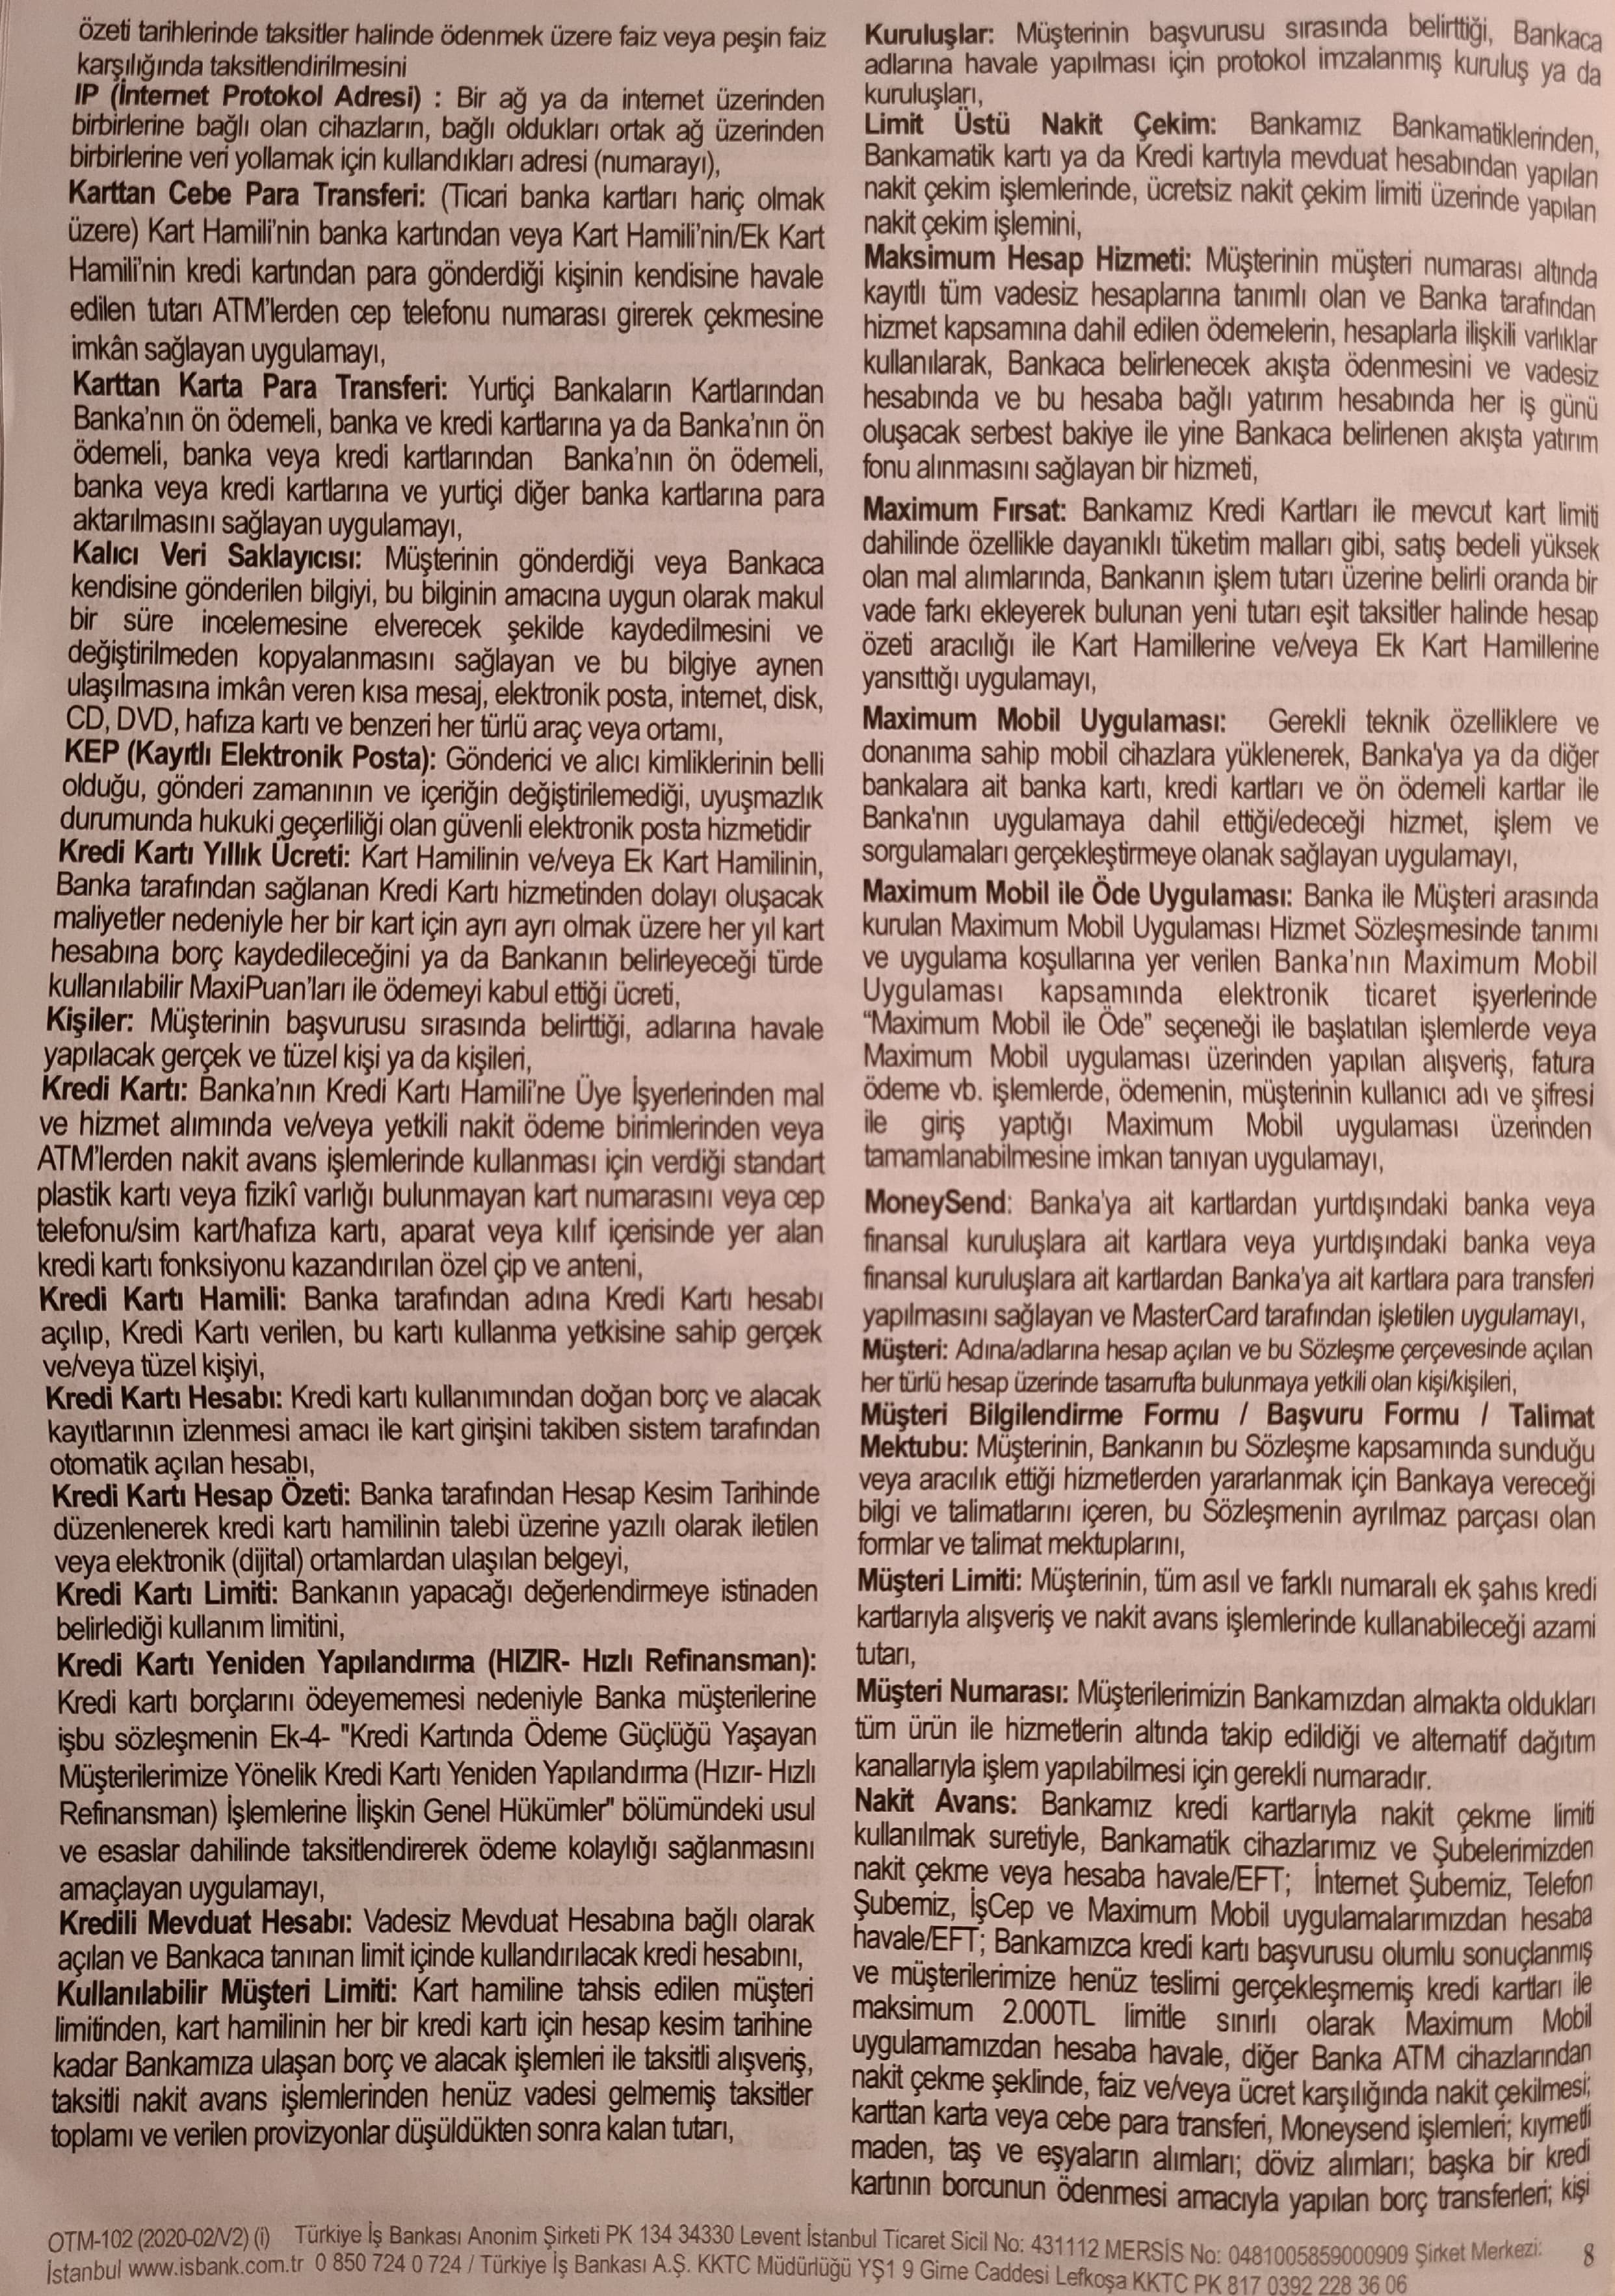 özeti tarihlerinde taksitler halinde ödenmek üzere faiz veya peşin faiz
karşılığında taksitlendirilmesini
IP (İnternet Protokol Adresi) : Bir ağ ya da internet üzerinden
birbirlerine bağlı olan cihazların, bağlı oldukları ortak ağ üzerinden
birbirlerine veri yollamak için kullandıkları adresi (numarayı),
Karttan Cebe Para Transferi: (Ticari banka kartları hariç olmak
üzere) Kart Hamili'nin banka kartından veya Kart Hamili'nin/Ek Kart
Hamili'nin kredi kartından para gönderdiği kişinin kendisine havale
edilen tutarı ATM'lerden cep telefonu numarası girerek çekmesine
imkân sağlayan uygulamayı,
Karttan Karta Para Transferi: Yurtiçi Bankaların Kartlarından
Banka'nın ön ödemeli, banka ve kredi kartlarına ya da Banka'nın ön
ödemeli, banka veya kredi kartlarından Banka'nın ön ödemeli,
banka veya kredi kartlarına ve yurtiçi diğer banka kartlarına para
aktarılmasını sağlayan uygulamayı,
Kalıcı Veri Saklayıcısı: Müşterinin gönderdiği veya Bankaca
kendisine gönderilen bilgiyi, bu bilginin amacına uygun olarak makul
bir süre incelemesine elverecek şekilde kaydedilmesini ve
değiştirilmeden kopyalanmasını sağlayan ve bu bilgiye aynen
ulaşılmasına imkân veren kısa mesaj, elektronik posta, internet, disk,
CD, DVD, hafıza kartı ve benzeri her türlü araç veya ortamı,
KEP (Kayıtlı Elektronik Posta): Gönderici ve alıcı kimliklerinin belli
olduğu, gönderi zamanının ve içeriğin değiştirilemediği, uyuşmazlık
durumunda hukuki geçerliliği olan güvenli elektronik posta hizmetidir
Kredi Kartı Yıllık Ücreti: Kart Hamilinin ve/veya Ek Kart Hamilinin,
Banka tarafından sağlanan Kredi Kartı hizmetinden dolayı oluşacak
maliyetler nedeniyle her bir kart için ayrı ayrı olmak üzere her yıl kart
hesabına borç kaydedileceğini ya da Bankanın belirleyeceği türde
kullanılabilir MaxiPuan'ları ile ödemeyi kabul ettiği ücreti,
Kişiler: Müşterinin başvurusu sırasında belirttiği, adlarına havale
yapılacak gerçek ve tüzel kişi ya da kişileri,
Kredi Kartı: Banka'nın Kredi Kartı Hamili'ne Üye İşyerlerinden mal
ve hizmet alımında ve/veya yetkili nakit ödeme birimlerinden veya
ATM'lerden nakit avans işlemlerinde kullanması için verdiği standart
plastik kartı veya fizikî varlığı bulunmayan kart numarasını veya cep
telefonu/sim kart/hafıza kartı, aparat veya kılıf içerisinde yer alan
kredi kartı fonksiyonu kazandırılan özel çip ve anteni,
Kredi Kartı Hamili: Banka tarafından adına Kredi Kartı hesabı
açılıp, Kredi Kartı verilen, bu kartı kullanma yetkisine sahip gerçek
ve/veya tüzel kişiyi,
Kredi Kartı Hesabı: Kredi kartı kullanımından doğan borç ve alacak
kayıtlarının izlenmesi amacı ile kart girişini takiben sistem tarafından
otomatik açılan hesabı,
Kredi Kartı Hesap Özeti: Banka tarafından Hesap Kesim Tarihinde
düzenlenerek kredi kartı hamilinin talebi üzerine yazılı olarak iletilen
veya elektronik (dijital) ortamlardan ulaşılan belgeyi,
Kredi Kartı Limiti: Bankanın yapacağı değerlendirmeye istinaden
belirlediği kullanım limitini,
Kredi Kartı Yeniden Yapılandırma (HIZIR- Hızlı Refinansman):
Kredi kartı borçlarını ödeyememesi nedeniyle Banka müşterilerine
işbu sözleşmenin Ek-4- "Kredi Kartında Ödeme Güçlüğü Yaşayan
Müşterilerimize Yönelik Kredi Kartı Yeniden Yapılandırma (Hızır- Hızlı
Refinansman) İşlemlerine İlişkin Genel Hükümler" bölümündeki usul
ve esaslar dahilinde taksitlendirerek ödeme kolaylığı sağlanmasını
amaçlayan uygulamayı,
Kredili Mevduat Hesabı: Vadesiz Mevduat Hesabına bağlı olarak
açılan ve Bankaca tanınan limit içinde kullandırılacak kredi hesabını,
Kullanılabilir Müşteri Limiti: Kart hamiline tahsis edilen müşteri
limitinden, kart hamilinin her bir kredi kartı için hesap kesim tarihine
kadar Bankamıza ulaşan borç ve alacak işlemleri ile taksitli alışveriş,
taksitli nakit avans işlemlerinden henüz vadesi gelmemiş taksitler
toplamı ve verilen provizyonlar düşüldükten sonra kalan tutarı,
Kuruluşlar: Müşterinin başvurusu sırasında belirttiği, Bankaca
adlarına havale yapılması için protokol imzalanmış kuruluş ya da
kuruluşları,
Limit Üstü Nakit Çekim: Bankamız Bankamatiklerinden,
Bankamatik kartı ya da Kredi kartıyla mevduat hesabından yapılan
nakit çekim işlemlerinde, ücretsiz nakit çekim limiti üzerinde yapılan
nakit çekim işlemini,
Maksimum Hesap Hizmeti: Müşterinin müşteri numarası altında
kayıtlı tüm vadesiz hesaplarına tanımlı olan ve Banka tarafından
hizmet kapsamına dahil edilen ödemelerin, hesaplarla ilişkili varlıklar
kullanılarak, Bankaca belirlenecek akışta ödenmesini ve vadesiz
hesabında ve bu hesaba bağlı yatırım hesabında her iş günü
oluşacak serbest bakiye ile yine Bankaca belirlenen akışta yatırım
fonu alınmasını sağlayan bir hizmeti,
Maximum Fırsat: Bankamız Kredi Kartları ile mevcut kart limiti
dahilinde özellikle dayanıklı tüketim malları gibi, satış bedeli yüksek
olan mal alımlarında, Bankanın işlem tutarı üzerine belirli oranda bir
vade farkı ekleyerek bulunan yeni tutarı eşit taksitler halinde hesap
özeti aracılığı ile Kart Hamillerine ve/veya Ek Kart Hamillerine
yansıttığı uygulamayı,
Maximum Mobil Uygulaması: Gerekli teknik özelliklere ve
donanıma sahip mobil cihazlara yüklenerek, Banka'ya ya da diğer
bankalara ait banka kartı, kredi kartları ve ön ödemeli kartlar ile
Banka'nın uygulamaya dahil ettiği/edeceği hizmet, işlem ve
sorgulamaları gerçekleştirmeye olanak sağlayan uygulamayı,
Maximum Mobil ile Öde Uygulaması: Banka ile Müşteri arasında
kurulan Maximum Mobil Uygulaması Hizmet Sözleşmesinde tanımı
ve uygulama koşullarına yer verilen Banka'nın Maximum Mobil
Uygulaması kapsamında elektronik ticaret işyerlerinde
“Maximum Mobil ile Öde” seçeneği ile başlatılan işlemlerde veya
Maximum Mobil uygulaması üzerinden yapılan alışveriş, fatura
ödeme vb. işlemlerde, ödemenin, müşterinin kullanıcı adı ve şifresi
ile giriş yaptığı Maximum Mobil uygulaması üzerinden
tamamlanabilmesine imkan tanıyan uygulamayı,
MoneySend: Banka'ya ait kartlardan yurtdışındaki banka veya
finansal kuruluşlara ait kartlara veya yurtdışındaki banka veya
finansal kuruluşlara ait kartlardan Banka'ya ait kartlara para transferi
yapılmasını sağlayan ve MasterCard tarafından işletilen uygulamayı,
Müşteri: Adına/adlarına hesap açılan ve bu Sözleşme çerçevesinde açılan
her türlü hesap üzerinde tasarrufta bulunmaya yetkili olan kişi/kişileri,
Müşteri Bilgilendirme Formu / Başvuru Formu / Talimat
Mektubu: Müşterinin, Bankanın bu Sözleşme kapsamında sunduğu
veya aracılık ettiği hizmetlerden yararlanmak için Bankaya vereceği
bilgi ve talimatlarını içeren, bu Sözleşmenin ayrılmaz parçası olan
formlar ve talimat mektuplarını,
Müşteri Limiti: Müşterinin, tüm asıl ve farklı numaralı ek şahıs kredi
kartlarıyla alışveriş ve nakit avans işlemlerinde kullanabileceği azami
tutarı,
Müşteri Numarası: Müşterilerimizin Bankamızdan almakta oldukları
tüm ürün ile hizmetlerin altında takip edildiği ve alternatif dağıtım
kanallarıyla işlem yapılabilmesi için gerekli numaradır.
Nakit Avans: Bankamız kredi kartlarıyla nakit çekme limiti
kullanılmak suretiyle, Bankamatik cihazlarımız ve Şubelerimizden
nakit çekme veya hesaba havale/EFT; İnternet Şubemiz, Telefon
Şubemiz, İşCep ve Maximum Mobil uygulamalarımızdan hesaba
havale/EFT; Bankamızca kredi kartı başvurusu olumlu sonuçlanmış
ve müşterilerimize henüz teslimi gerçekleşmemiş kredi kartları ile
maksimum 2.000TL limitle sınırlı olarak Maximum Mobil
uygulamamızdan hesaba havale, diğer Banka ATM cihazlarından
nakit çekme şeklinde, faiz ve/veya ücret karşılığında nakit çekilmesi;
karttan karta veya cebe para transferi, Moneysend işlemleri; kıymetli
maden, taş ve eşyaların alımları; döviz alımları; başka bir kredi
kartının borcunun ödenmesi amacıyla yapılan borç transferleri; kişi
OTM-102 (2020-02/V2) (i) Türkiye İş Bankası Anonim Şirketi PK 134 34330 Levent İstanbul Ticaret Sicil No: 431112 MERSİS No: 0481005859000909 Şirket Merkezi:
İstanbul www.isbank.com.tr 0 850 724 0 724 / Türkiye İş Bankası A.Ş. KKTC Müdürlüğü YŞ1 9 Girne Caddesi Lefkoşa KKTC PK 817 0392 228 36 06
8